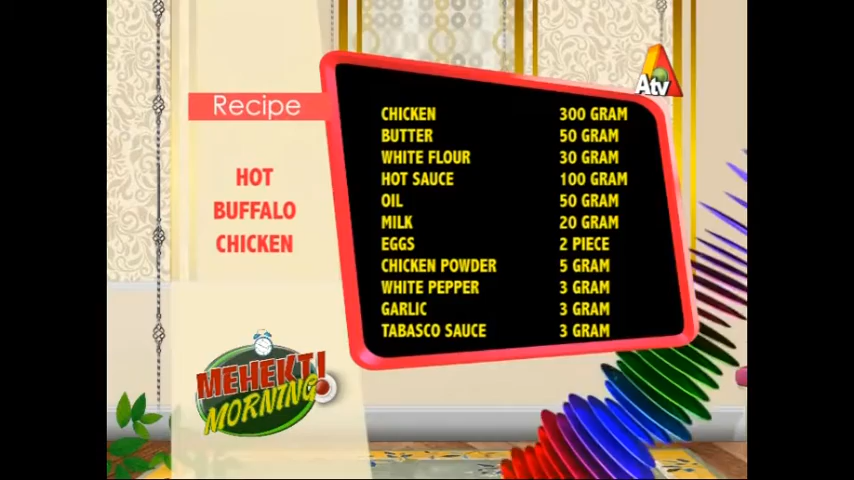 Atv
Recipe
HOT
BUFFALO
CHICKEN
CHICKEN 300 GRAM
BUTTER 50 GRAM
WHITE FLOUR 30 GRAM
HOT SAUCE 100 GRAM
OIL 50 GRAM
MILK 20 GRAM
EGGS 2 PIECE
CHICKEN POWDER 5 GRAM
WHITE PEPPER 3 GRAM
GARLIC 3 GRAM
TABASCO SAUCE 3 GRAM
MEHEKTI
MORNING